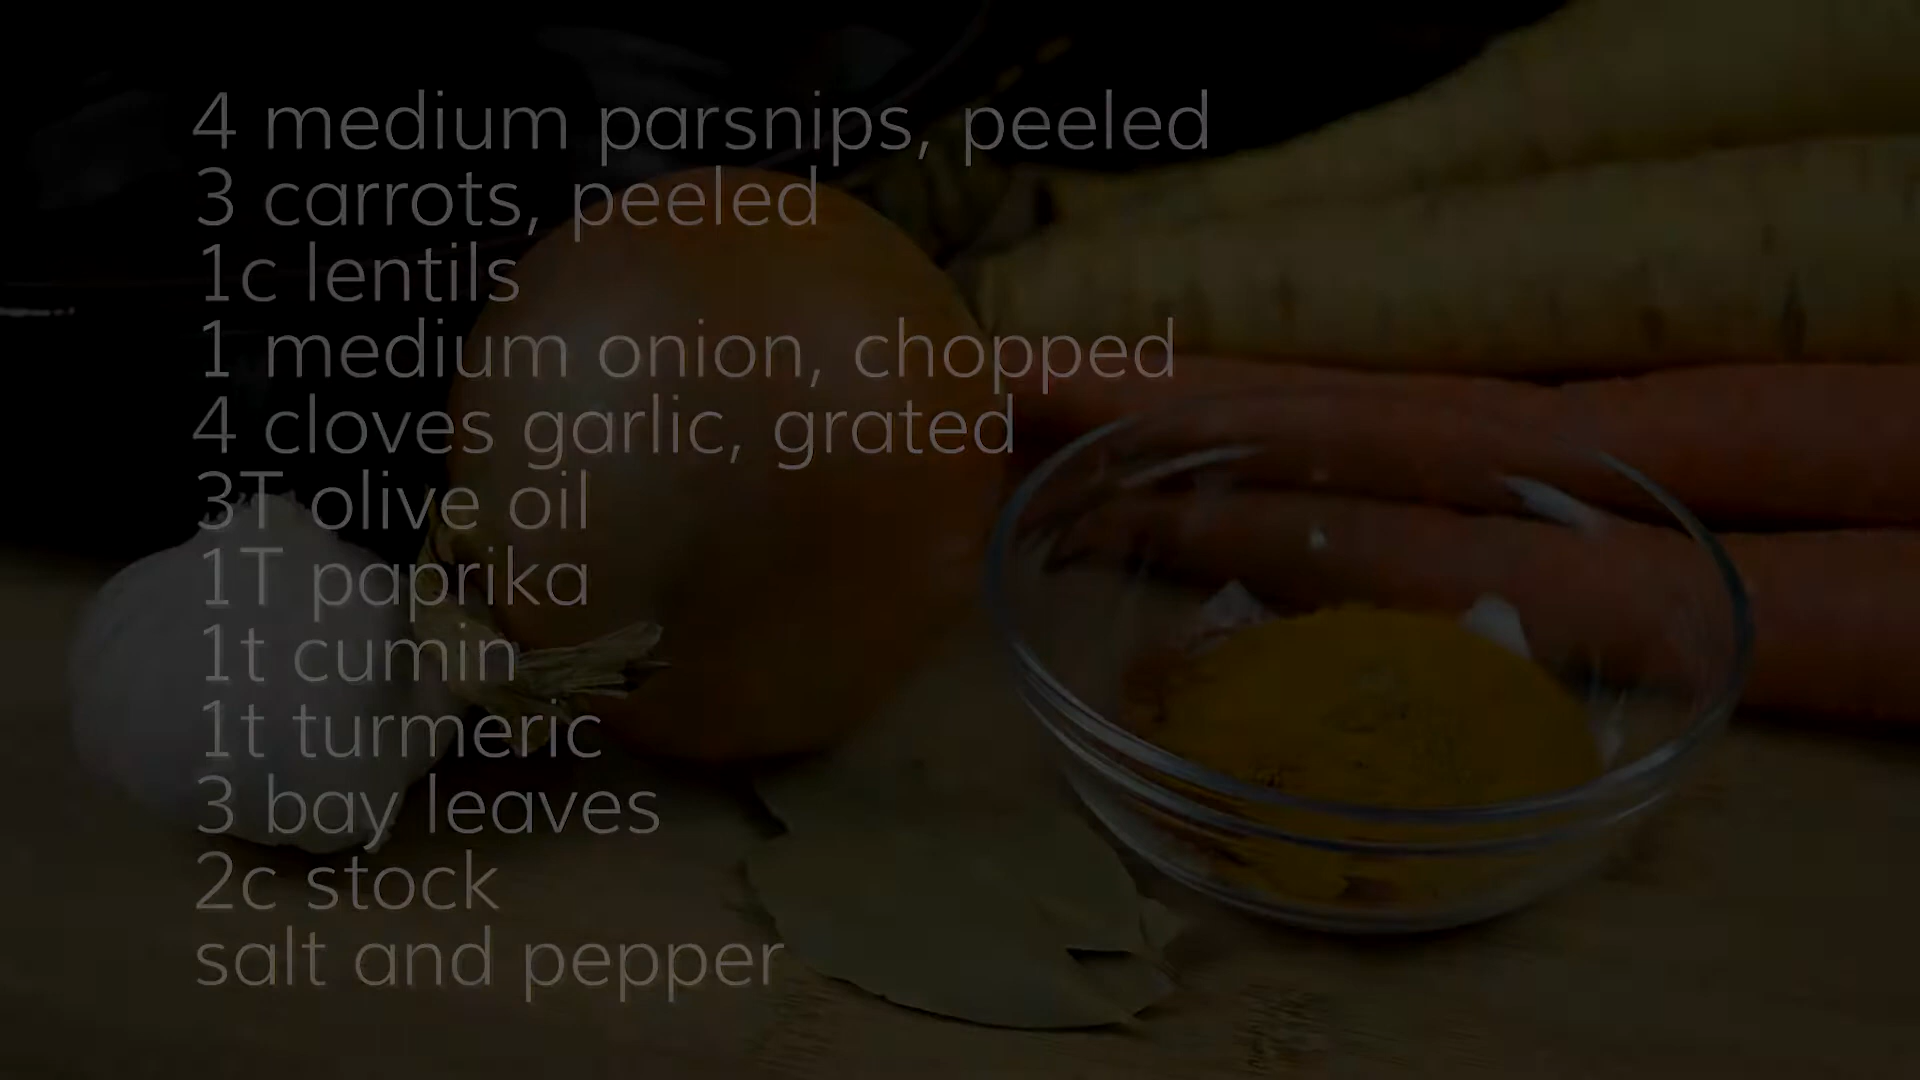 4 medium parsnips, peeled
3 carrots, peeled
1c lentils
1 medium onion, chopped
4 cloves garlic, grated
3T olive oil
1T paprika
1t cumin
1t turmeric
3 bay leaves
2c stock
salt and pepper